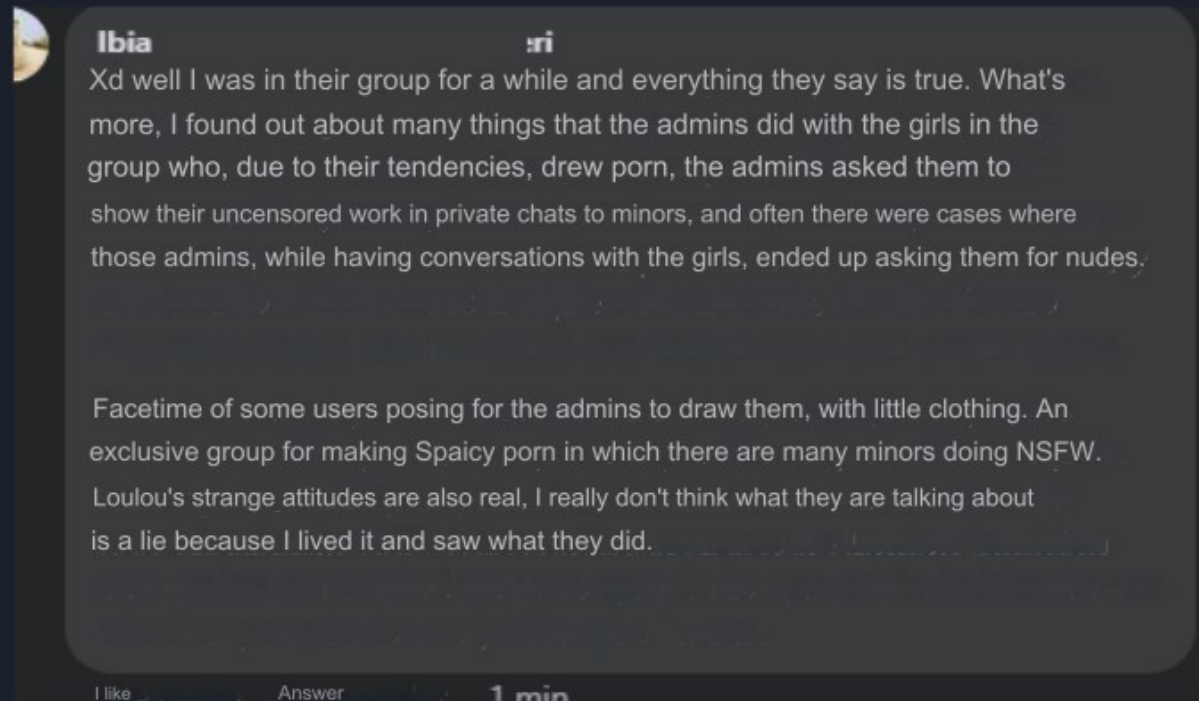 Ibia
Xd well I was in their group for a while and everything they say is true. What's
more, I found out about many things that the admins did with the girls in the
group who, due to their tendencies, drew porn, the admins asked them to
show their uncensored work in private chats to minors, and often there were cases where
those admins, while having conversations with the girls, ended up asking them for nudes.
Facetime of some users posing for the admins to draw them, with little clothing. An
exclusive group for making Spaicy porn in which there are many minors doing NSFW.
Loulou's strange attitudes are also real, I really don't think what they are talking about
is a lie because I lived it and saw what they did.
I like Answer 1 min